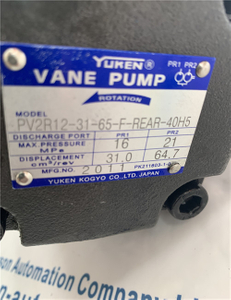 YUKEN
PR1 PR2
VANE PUMP
ROTATION
MODEL
PV2R12-31-65-F-REAR-40H5
DISCHARGE PORT PR1 PR2
MAX.PRESSURE MPa 16 21
DISPLACEMENT cm³/rev 31.0 64.7
MFG.NO. 2011
YUKEN KOGYO CO.,LTD. JAPAN
son Automation Company